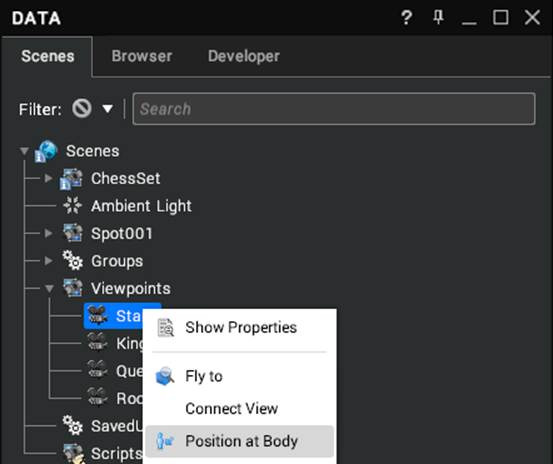 DATA ?
Scenes Browser Developer
Filter: Search
Scenes
ChessSet
Ambient Light
Spot001
Groups
Viewpoints
Sta
Show Properties
King
Que
Fly to
Roo
Connect View
SavedU
Position at Body
Scripts